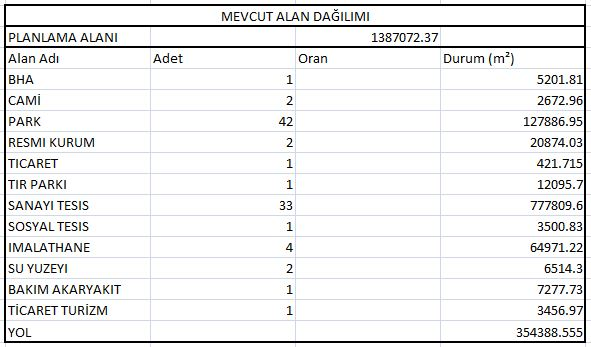 MEVCUT ALAN DAĞILIMI
PLANLAMA ALANI 1387072.37
Alan Adı Adet Oran Durum (m²)
BHA 1 5201.81
CAMİ 2 2672.96
PARK 42 127886.95
RESMI KURUM 2 20874.03
TICARET 1 421.715
TIR PARKI 1 12095.7
SANAYI TESIS 33 777809.6
SOSYAL TESIS 1 3500.83
IMALATHANE 4 64971.22
SU YUZEYI 2 6514.3
BAKIM AKARYAKIT 1 7277.73
TİCARET TURİZM 1 3456.97
YOL 354388.555